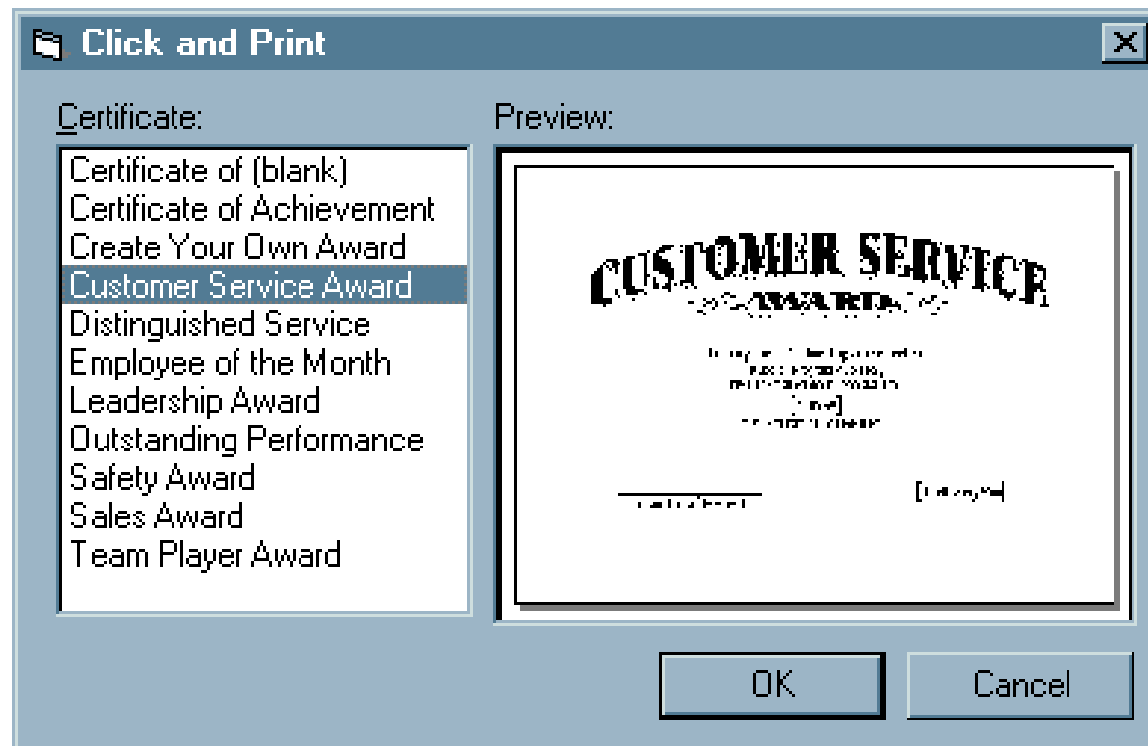 Click and Print
Certificate:
Certificate of (blank)
Certificate of Achievement
Create Your Own Award
Customer Service Award
Distinguished Service
Employee of the Month
Leadership Award
Outstanding Performance
Safety Award
Sales Award
Team Player Award
Preview:
CUSTOMER SERVICE
AWARD
OK
Cancel